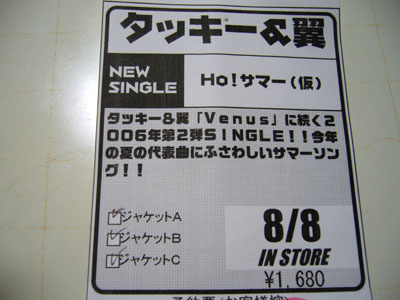 タッキー&翼
NEW
SINGLE
Ho!サマー(仮)
タッキー&翼「Venus」に続く2
006年第2弾SINGLE!!今年
の夏の代表曲にふさわしいサマーソン
グ!!
ジャケットA
ジャケットB
ジャケットC
8/8
IN STORE
¥1,680